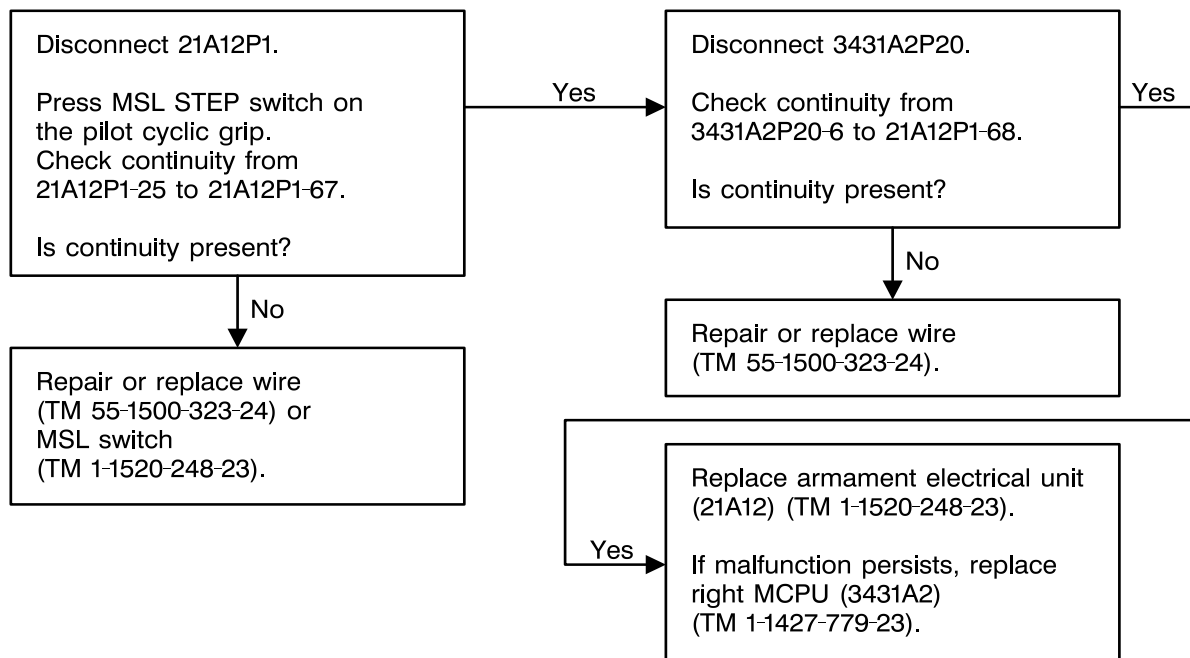 Disconnect 21A12P1.
Press MSL STEP switch on
the pilot cyclic grip.
Check continuity from
21A12P1-25 to 21A12P1-67.
Is continuity present?
Yes
No
Repair or replace wire
(TM 55-1500-323-24) or
MSL switch
(TM 1-1520-248-23).
Disconnect 3431A2P20.
Check continuity from
3431A2P20-6 to 21A12P1-68.
Is continuity present?
Yes
No
Repair or replace wire
(TM 55-1500-323-24).
Yes
Replace armament electrical unit
(21A12) (TM 1-1520-248-23).
If malfunction persists, replace
right MCPU (3431A2)
(TM 1-1427-779-23).